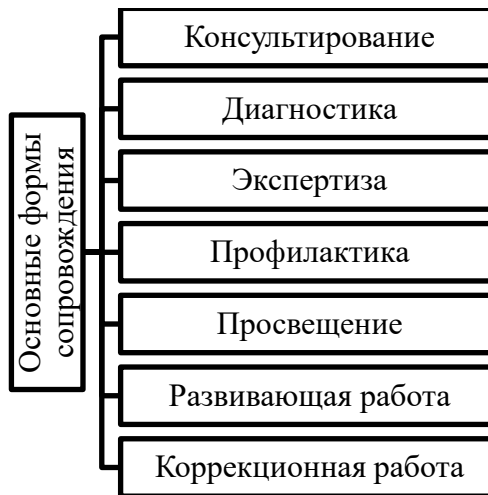 Основные формы
сопровождения
Консультирование
Диагностика
Экспертиза
Профилактика
Просвещение
Развивающая работа
Коррекционная работа